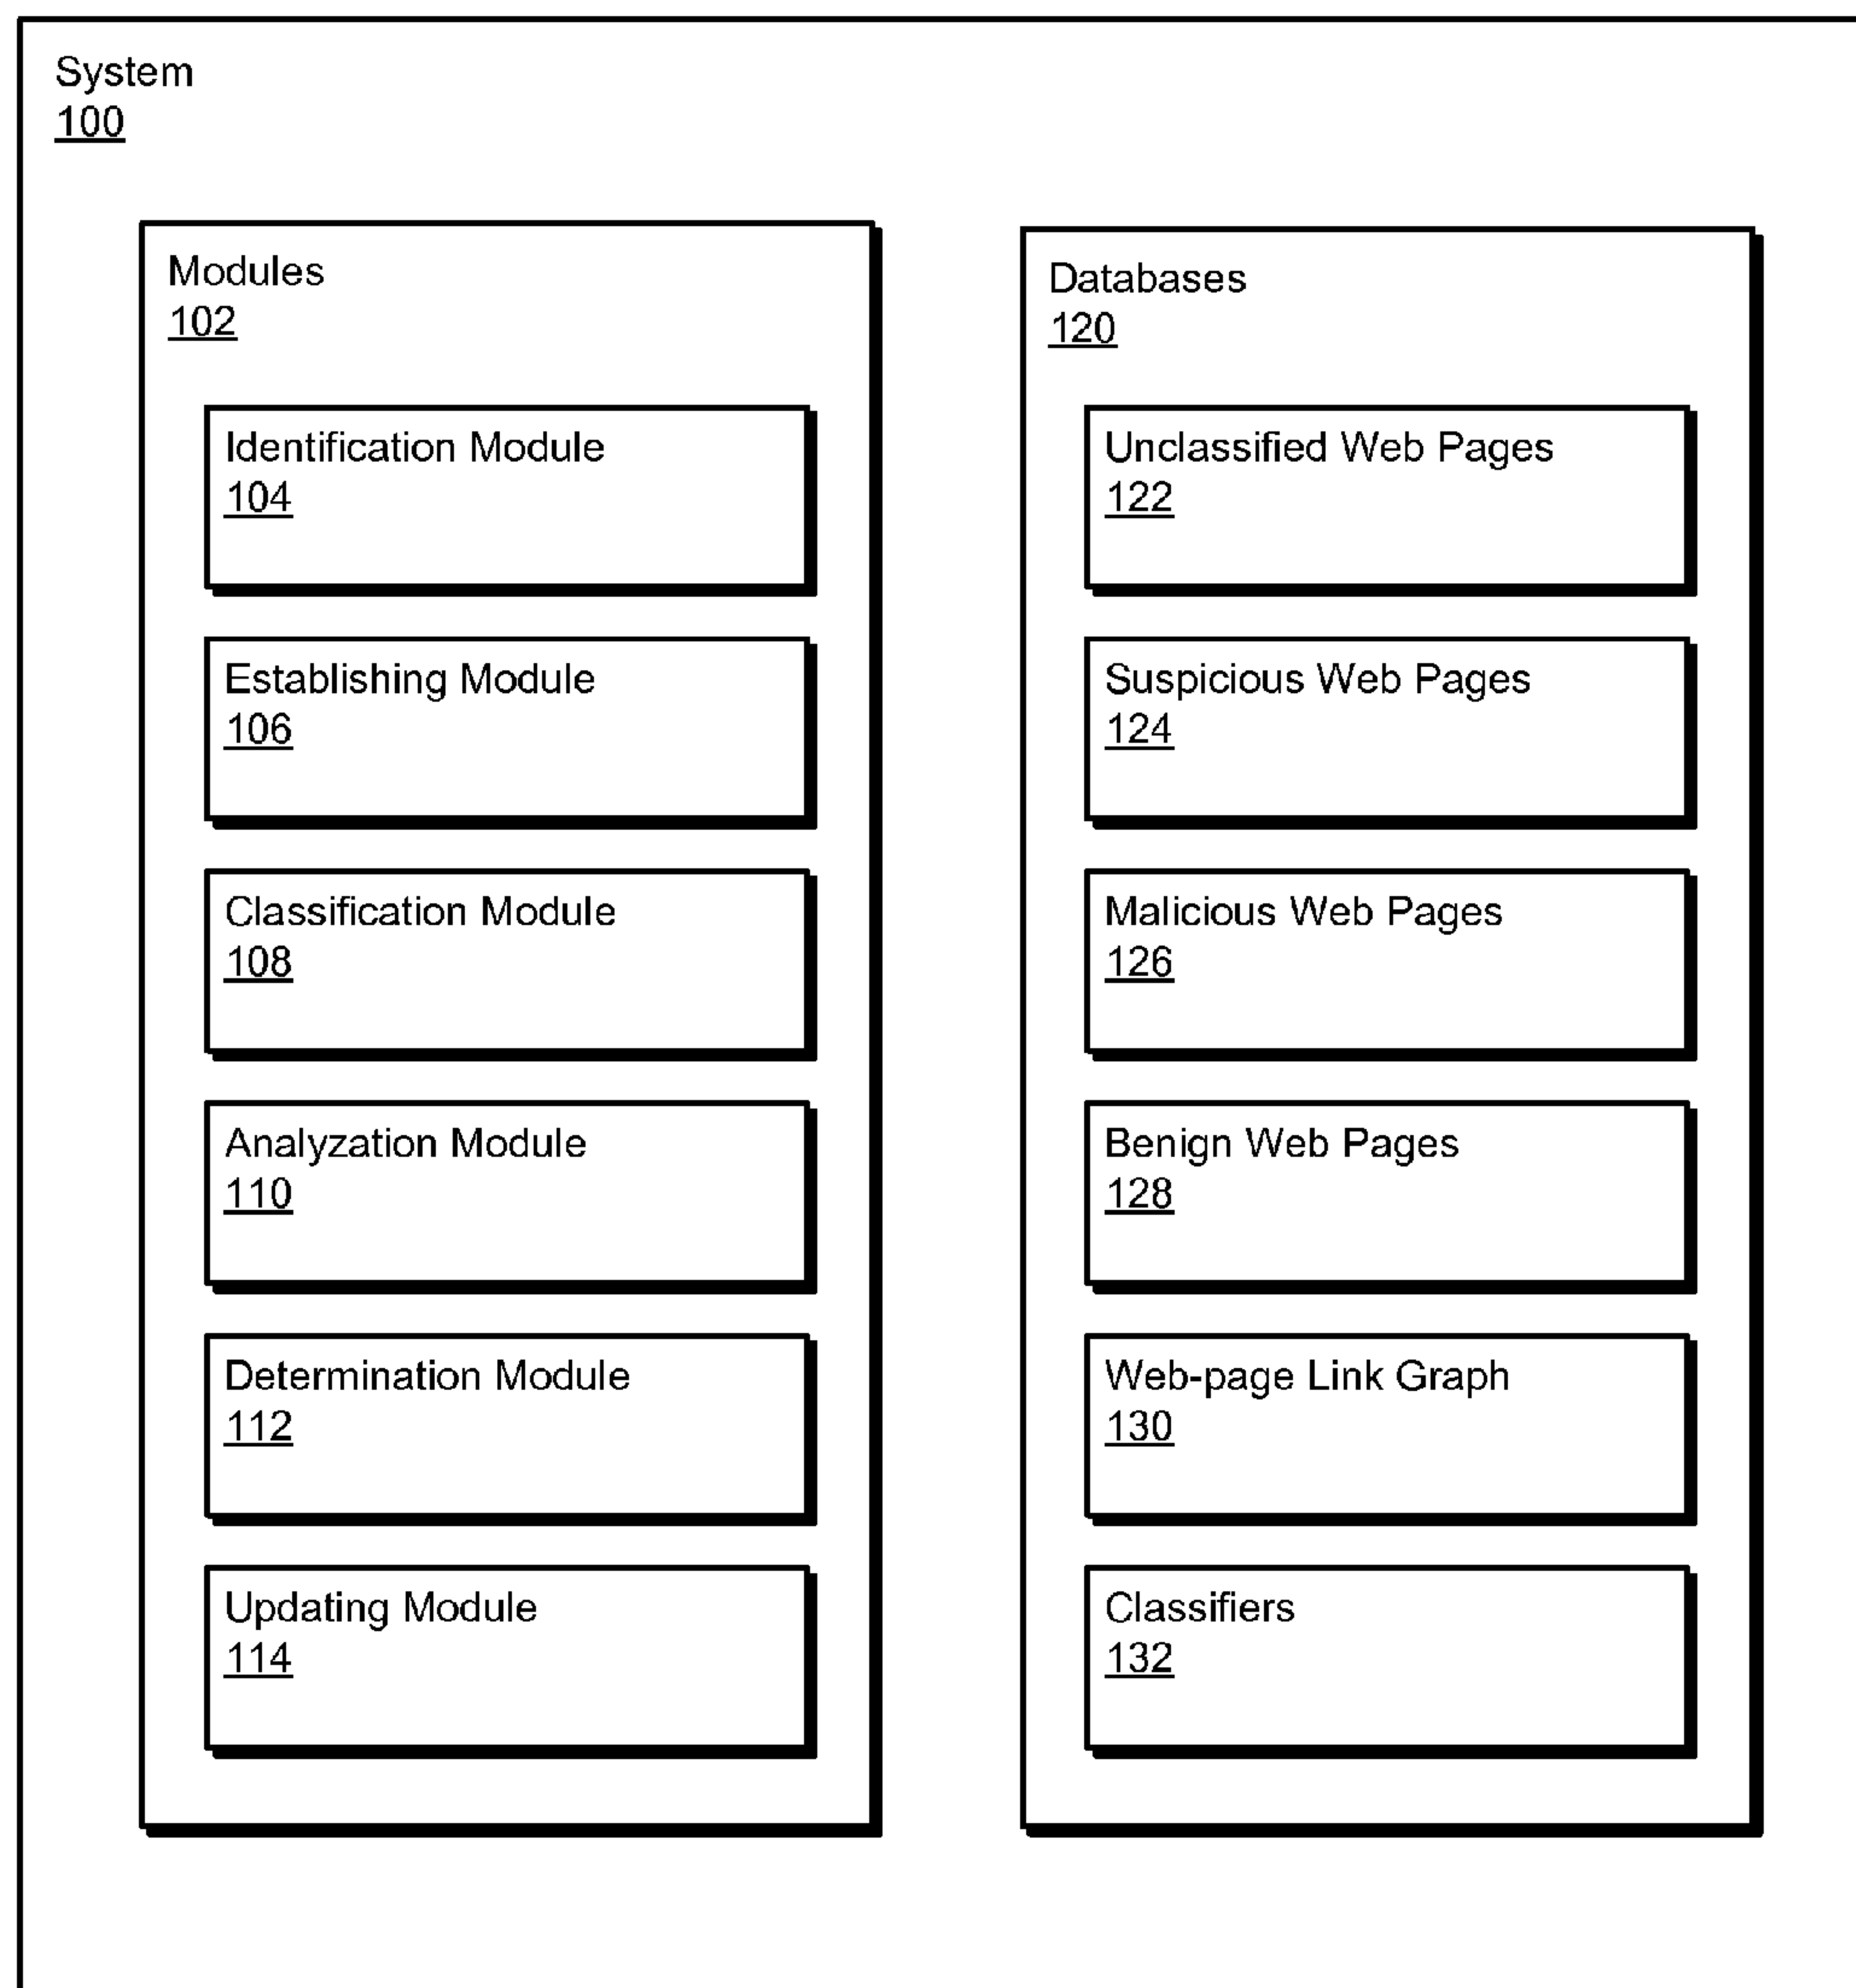 System
100
Modules
102
Identification Module
104
Establishing Module
106
Classification Module
108
Analyzation Module
110
Determination Module
112
Updating Module
114
Databases
120
Unclassified Web Pages
122
Suspicious Web Pages
124
Malicious Web Pages
126
Benign Web Pages
128
Web-page Link Graph
130
Classifiers
132